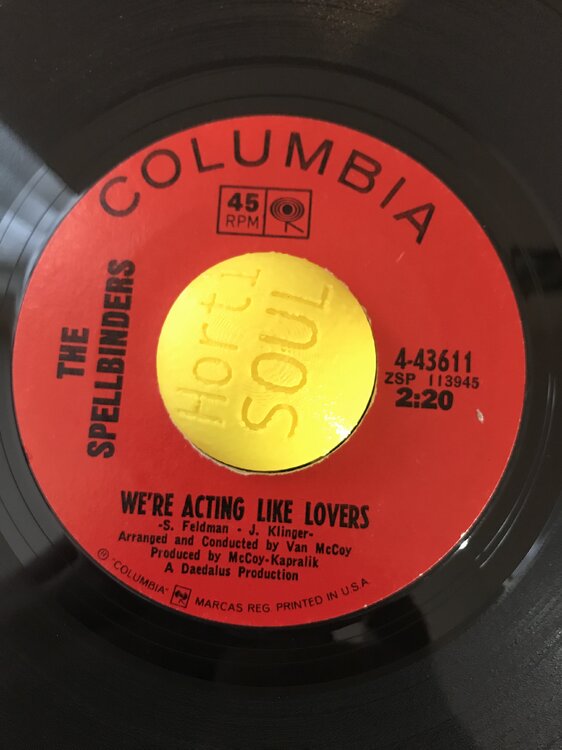 COLUMBIA
45
RPM
THE
SPELLBINDERS
Horti
SOUL
4-43611
ZSP 113945
2:20
WE'RE ACTING LIKE LOVERS
-S. Feldman - J. Klinger-
Arranged and Conducted by Van McCoy
Produced by McCoy-Kapralik
A Daedalus Production
"COLUMBIA" MARCAS REG. PRINTED IN U.S.A.